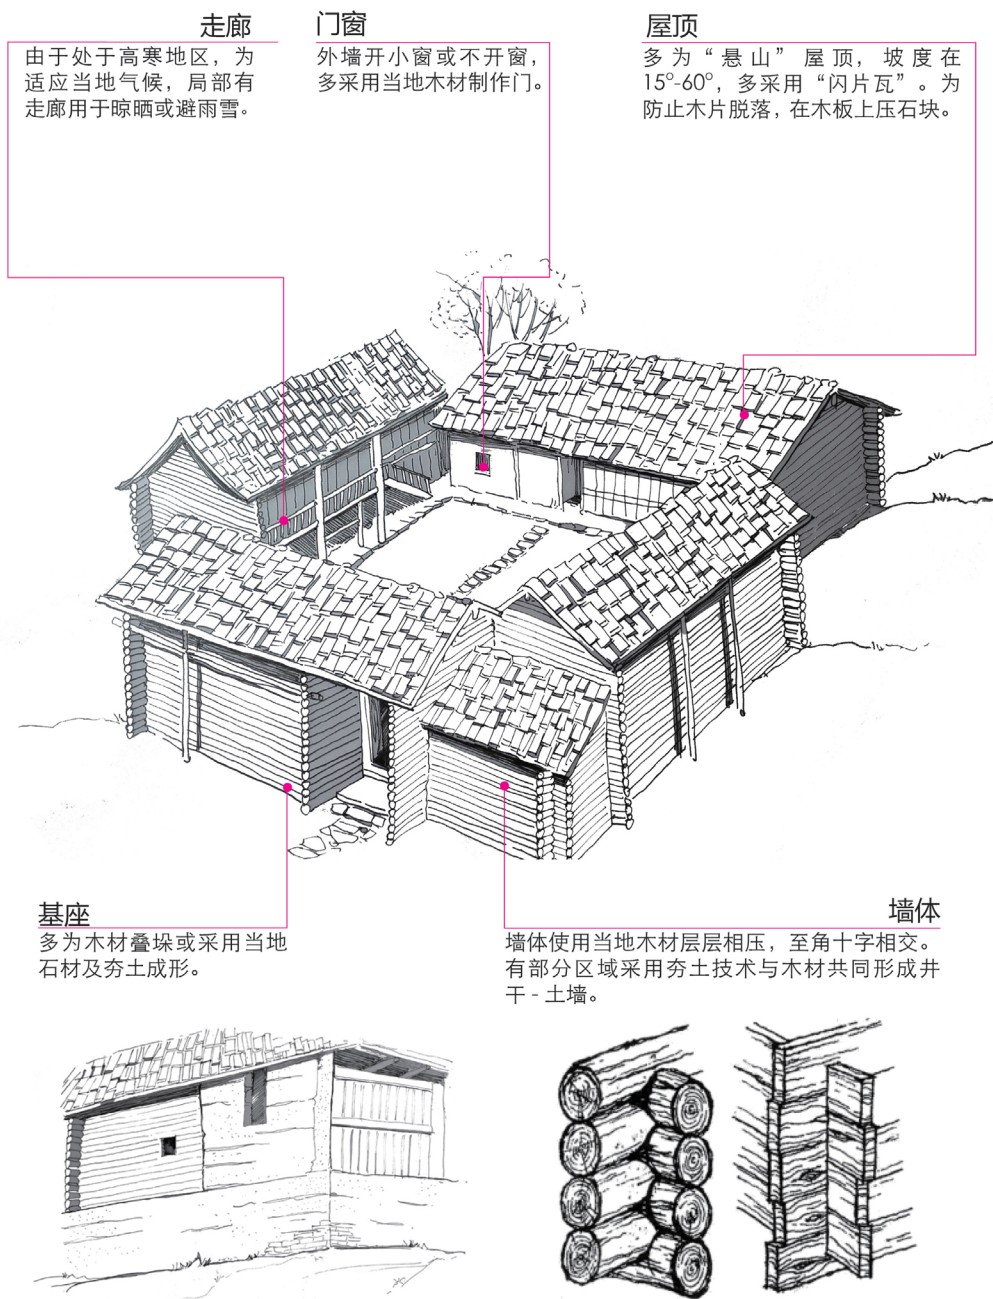 走廊
由于处于高寒地区，为
适应当地气候，局部有
走廊用于晾晒或避雨雪。
门窗
外墙开小窗或不开窗，
多采用当地木材制作门。
屋顶
多为“悬山”屋顶，坡度在
15°-60°，多采用“闪片瓦”。为
防止木片脱落，在木板上压石块。
基座
多为木材叠垛或采用当地
石材及夯土成形。
墙体
墙体使用当地木材层层相压，至角十字相交。
有部分区域采用夯土技术与木材共同形成井
干-土墙。